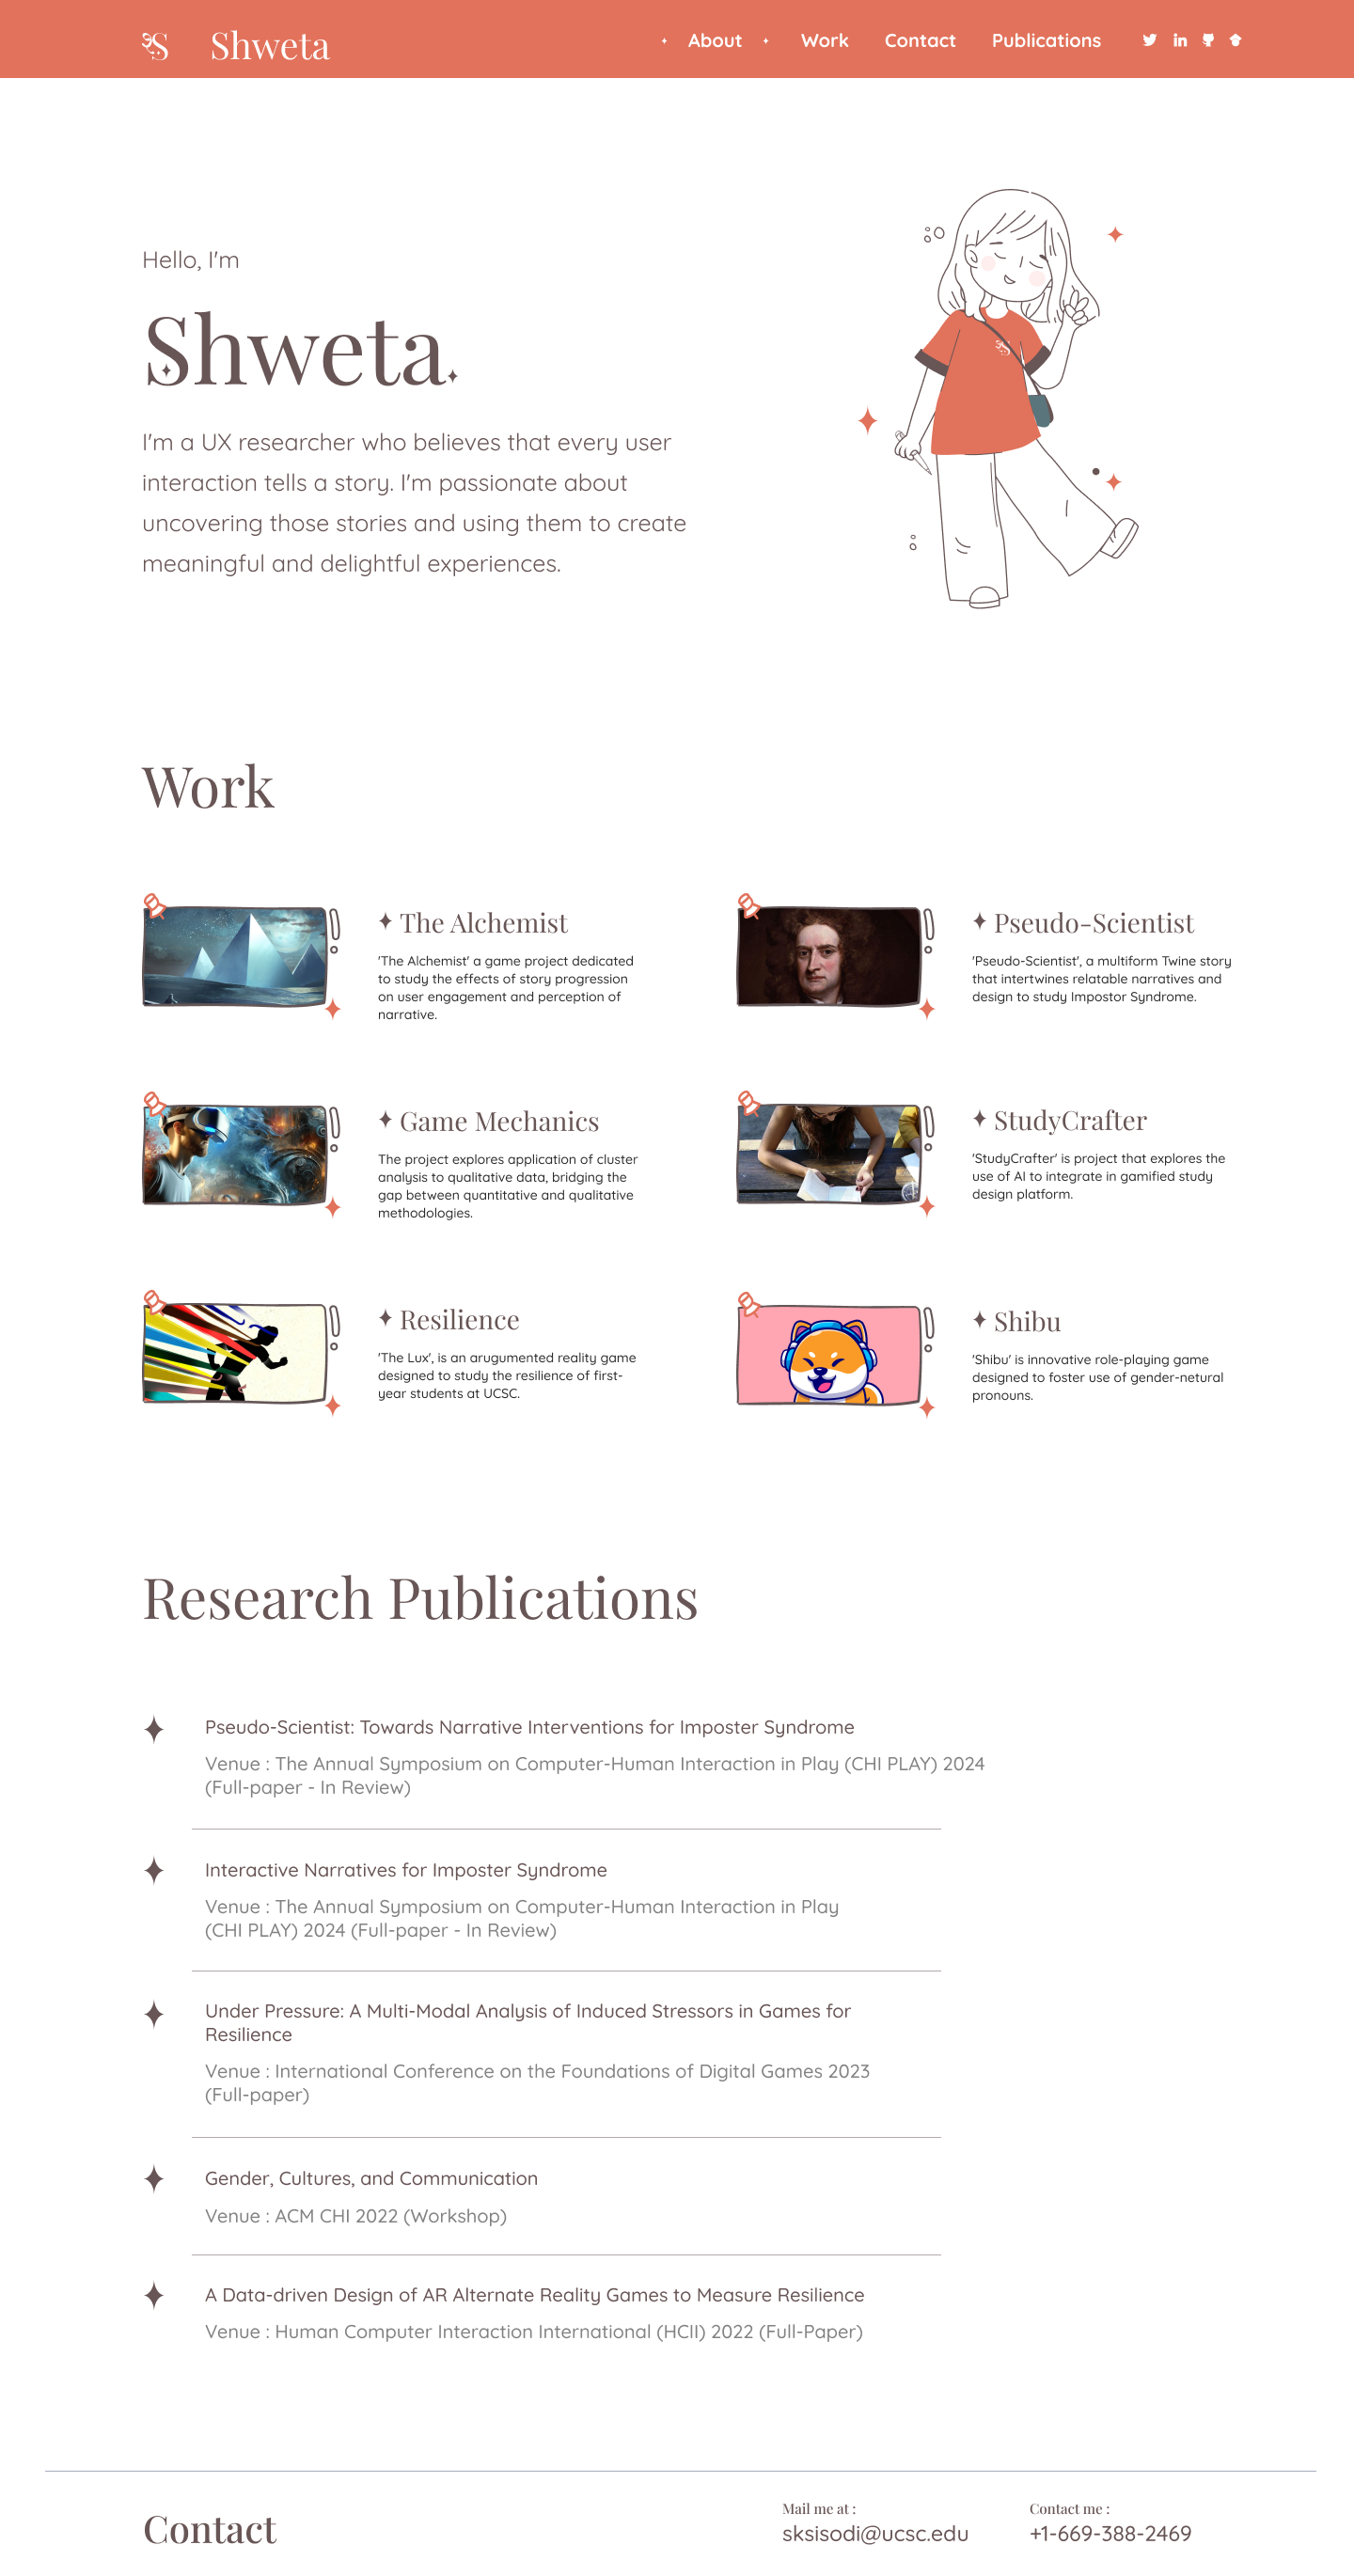 S Shweta About Work Contact Publications
Hello, I'm
Shweta.
I'm a UX researcher who believes that every user
interaction tells a story. I'm passionate about
uncovering those stories and using them to create
meaningful and delightful experiences.
Work
The Alchemist
'The Alchemist' a game project dedicated
to study the effects of story progression
on user engagement and perception of
narrative.
Pseudo-Scientist
'Pseudo-Scientist', a multiform Twine story
that intertwines relatable narratives and
design to study Impostor Syndrome.
Game Mechanics
The project explores application of cluster
analysis to qualitative data, bridging the
gap between quantitative and qualitative
methodologies.
StudyCrafter
'StudyCrafter' is project that explores the
use of AI to integrate in gamified study
design platform.
Resilience
'The Lux', is an arugumented reality game
designed to study the resilience of first-
year students at UCSC.
Shibu
'Shibu' is innovative role-playing game
designed to foster use of gender-netural
pronouns.
Research Publications
Pseudo-Scientist: Towards Narrative Interventions for Imposter Syndrome
Venue : The Annual Symposium on Computer-Human Interaction in Play (CHI PLAY) 2024
(Full-paper - In Review)
Interactive Narratives for Imposter Syndrome
Venue : The Annual Symposium on Computer-Human Interaction in Play
(CHI PLAY) 2024 (Full-paper - In Review)
Under Pressure: A Multi-Modal Analysis of Induced Stressors in Games for
Resilience
Venue : International Conference on the Foundations of Digital Games 2023
(Full-paper)
Gender, Cultures, and Communication
Venue : ACM CHI 2022 (Workshop)
A Data-driven Design of AR Alternate Reality Games to Measure Resilience
Venue : Human Computer Interaction International (HCII) 2022 (Full-Paper)
Contact
Mail me at :
sksisodi@ucsc.edu
Contact me :
+1-669-388-2469